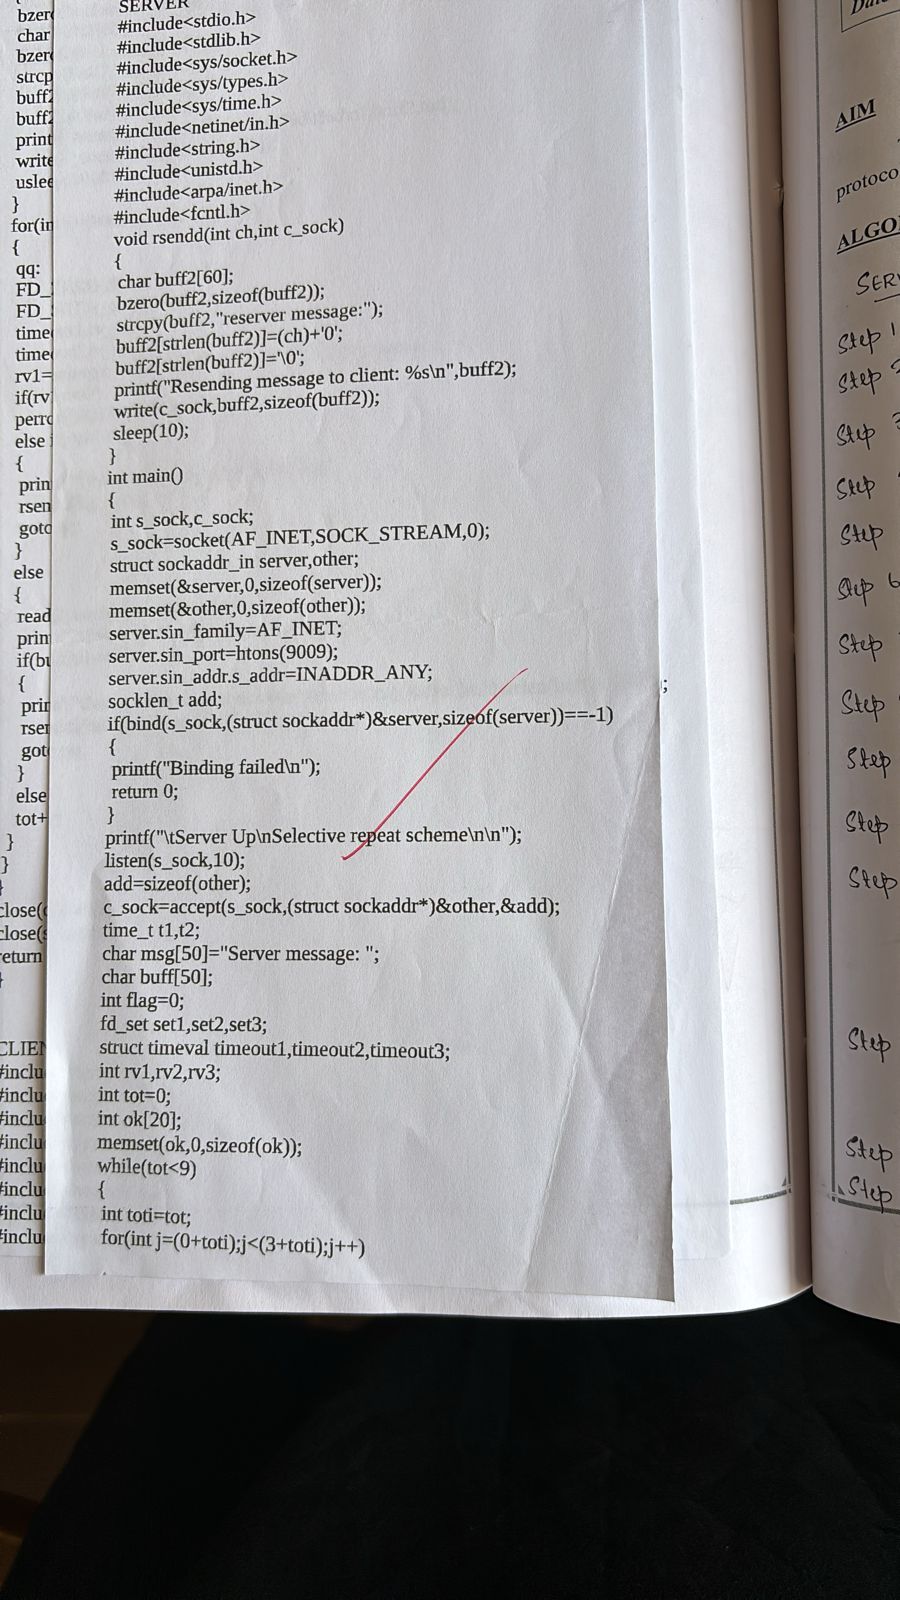 bzer
char
bzer
strcp
buff2
buff2
print
write
uslee
}
for(in
{
qq:
FD_
FD_
time
time
rv1=
if(rv
perro
else
{
prin
rsen
goto
}
else
{
read
prin
if(bu
{
prin
rsen
got
}
else
tot+
}
}
close(
close(
return
CLIEN
#inclu
#inclu
#inclu
#inclu
#inclu
#inclu
#inclu
#inclu
SERVER
#include<stdio.h>
#include<stdlib.h>
#include<sys/socket.h>
#include<sys/types.h>
#include<sys/time.h>
#include<netinet/in.h>
#include<string.h>
#include<unistd.h>
#include<arpa/inet.h>
#include<fcntl.h>
void rsendd(int ch,int c_sock)
{
char buff2[60];
bzero(buff2,sizeof(buff2));
strcpy(buff2,"reserver message:");
buff2[strlen(buff2)]=(ch)+'0';
buff2[strlen(buff2)]='\0';
printf("Resending message to client: %s\n",buff2);
write(c_sock,buff2,sizeof(buff2));
sleep(10);
}
int main()
{
int s_sock,c_sock;
s_sock=socket(AF_INET,SOCK_STREAM,0);
struct sockaddr_in server,other;
memset(&server,0,sizeof(server));
memset(&other,0,sizeof(other));
server.sin_family=AF_INET;
server.sin_port=htons(9009);
server.sin_addr.s_addr=INADDR_ANY;
socklen_t add;
if(bind(s_sock,(struct sockaddr*)&server,sizeof(server))==-1)
{
printf("Binding failed\n");
return 0;
}
printf("\tServer Up\nSelective repeat scheme\n\n");
listen(s_sock,10);
add=sizeof(other);
c_sock=accept(s_sock,(struct sockaddr*)&other,&add);
time_t t1,t2;
char msg[50]="Server message: ";
char buff[50];
int flag=0;
fd_set set1,set2,set3;
struct timeval timeout1,timeout2,timeout3;
int rv1,rv2,rv3;
int tot=0;
int ok[20];
memset(ok,0,sizeof(ok));
while(tot<9)
{
int toti=tot;
for(int j=(0+toti);j<(3+toti);j++)
;
AIM
protoco
ALGO
SER
Step 1
Step
Step
Step
Step
Step 6
Step
Step
Step
Step
Step
Step
Step
Step